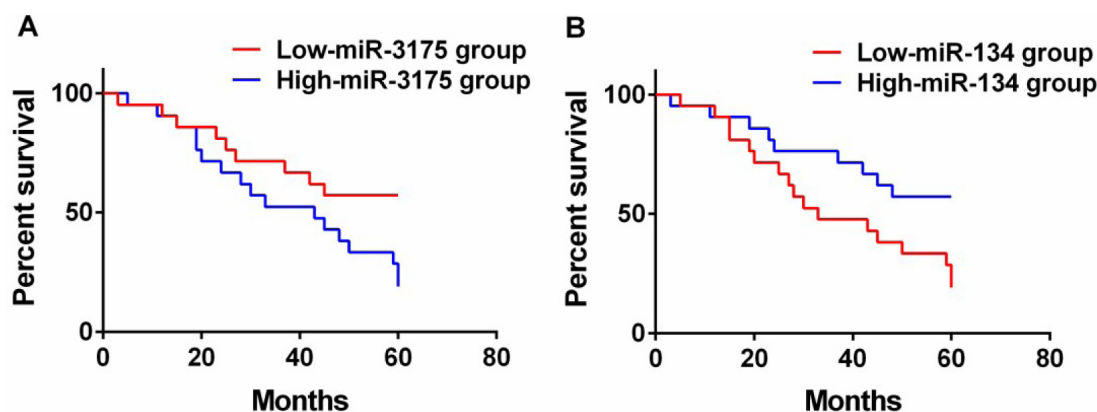 A
Low-miR-3175 group
High-miR-3175 group
Percent survival
100
50
0
0 20 40 60 80
Months
B
Low-miR-134 group
High-miR-134 group
Percent survival
100
50
0
0 20 40 60 80
Months